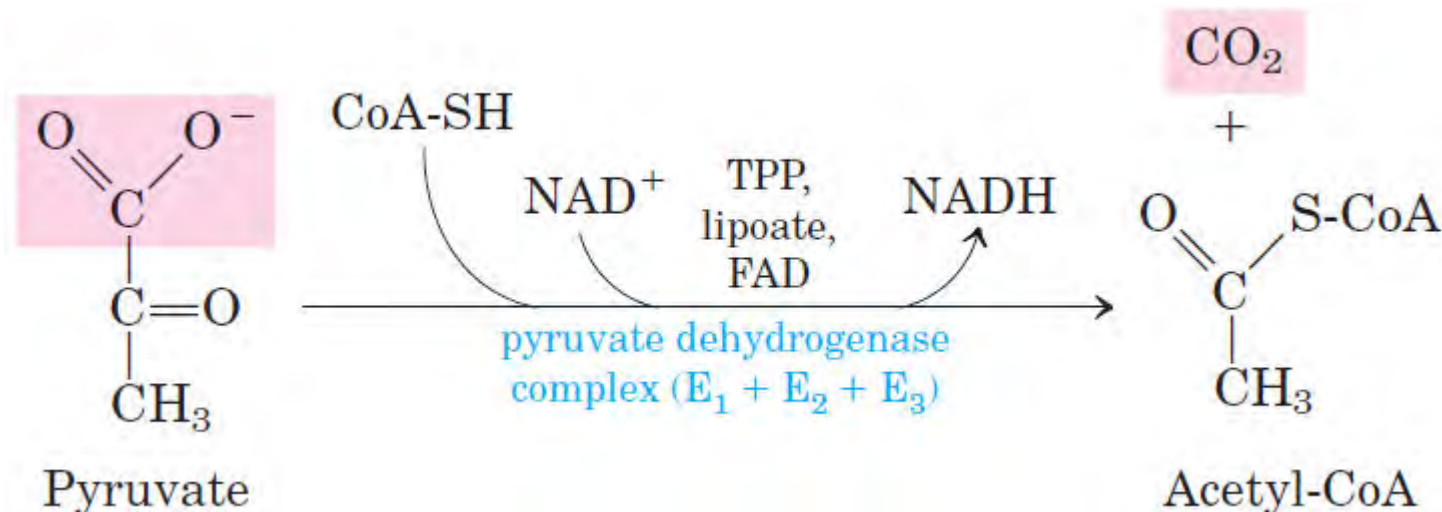 CO₂
+
O O⁻
C
C=O
CH₃
Pyruvate
CoA-SH
NAD⁺
TPP,
lipoate,
FAD
NADH
pyruvate dehydrogenase
complex (E₁ + E₂ + E₃)
O S-CoA
C
CH₃
Acetyl-CoA